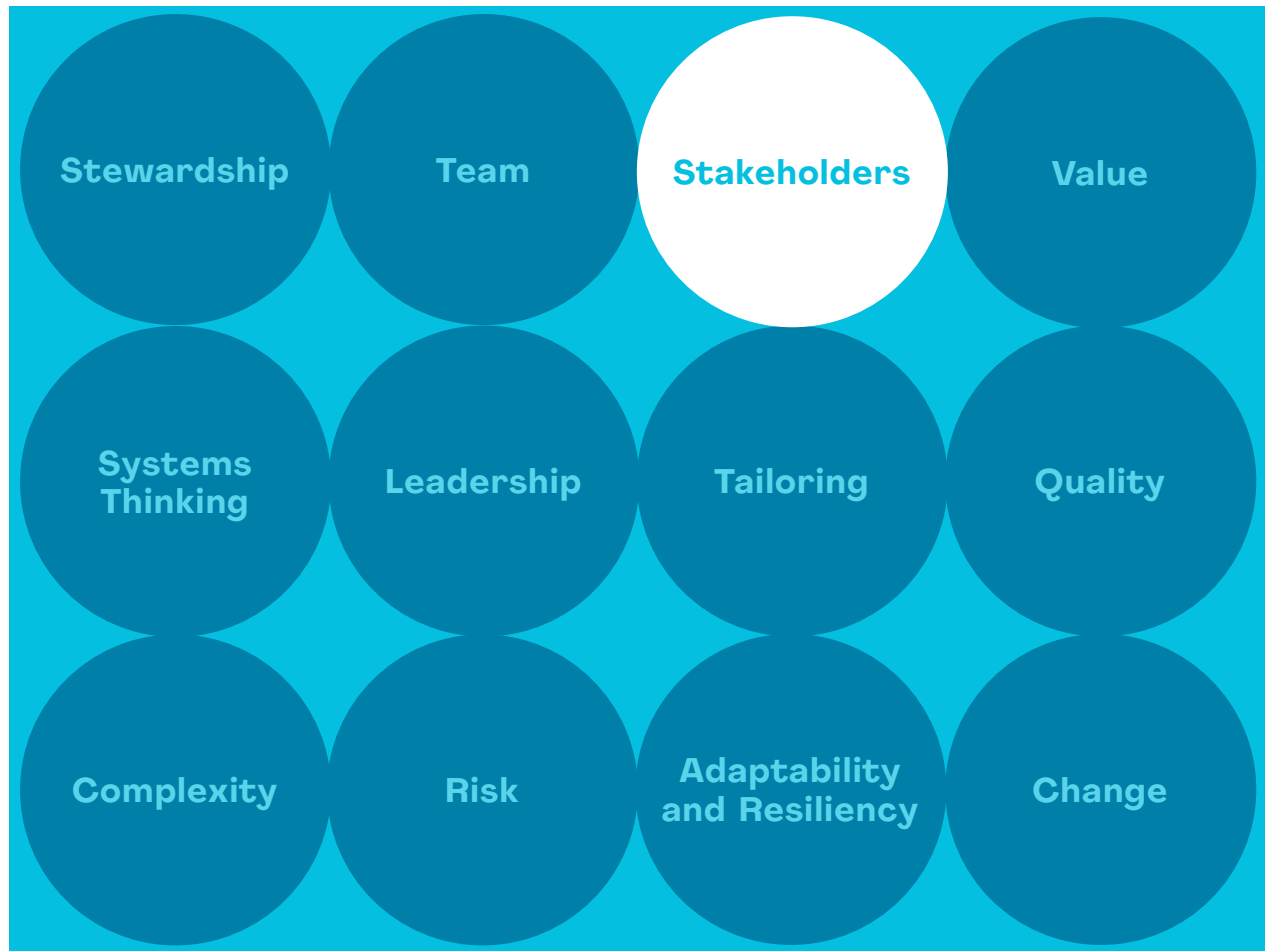 Stewardship
Team
Stakeholders
Value
Systems
Thinking
Leadership
Tailoring
Quality
Complexity
Risk
Adaptability
and Resiliency
Change